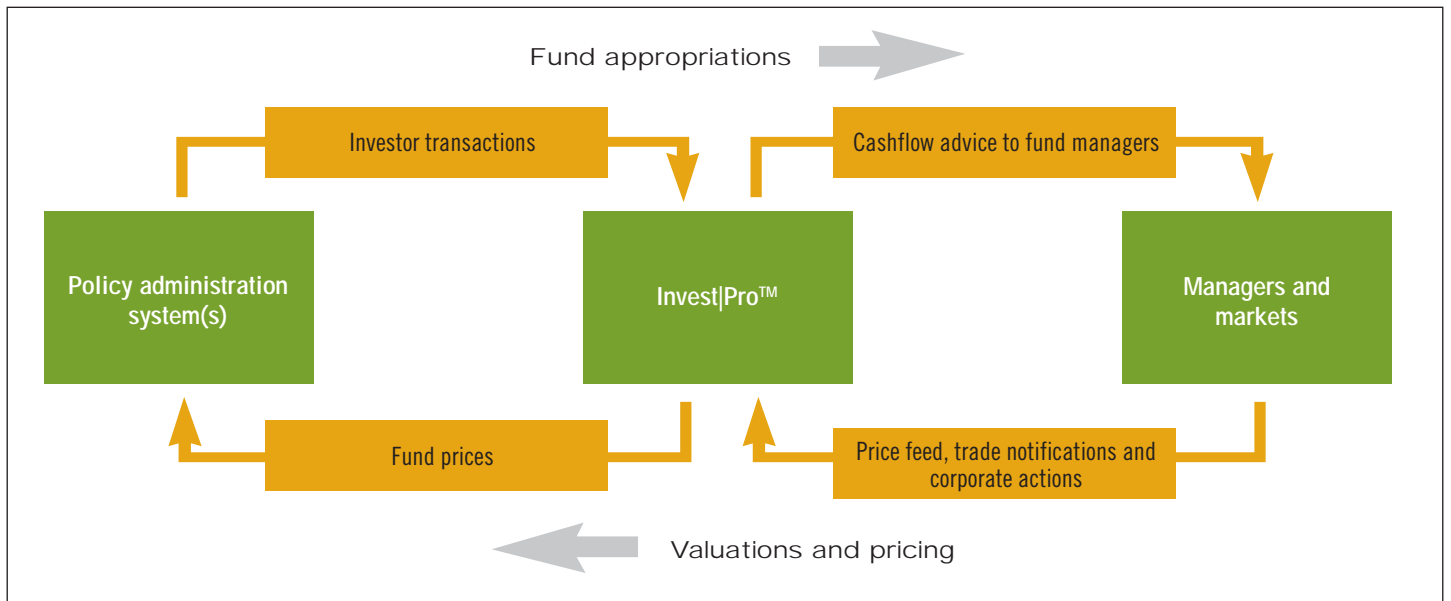 Fund appropriations
Investor transactions
Cashflow advice to fund managers
Policy administration
system(s)
Invest|Pro™
Managers and
markets
Fund prices
Price feed, trade notifications and
corporate actions
Valuations and pricing